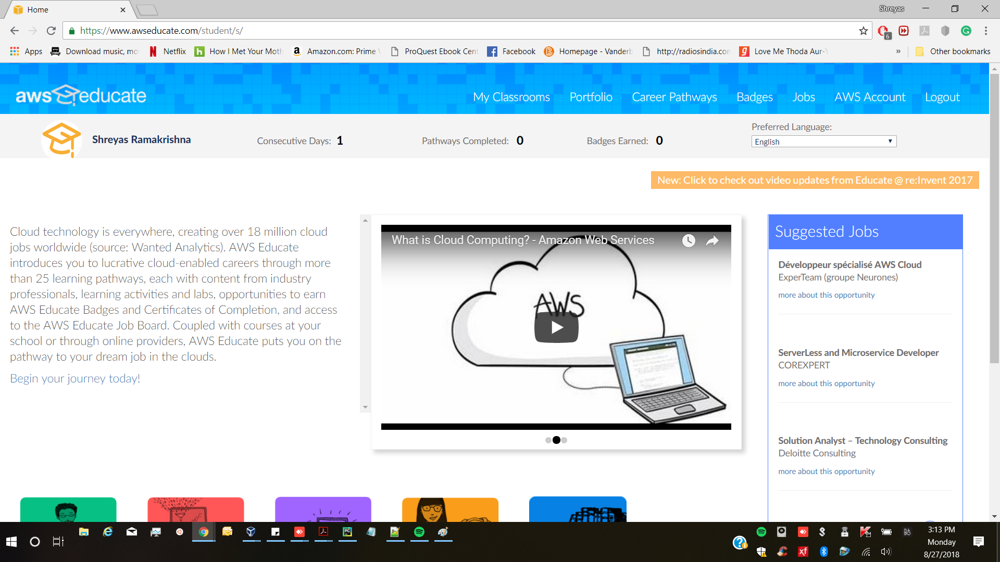 Home
Shreyas
https://www.awseducate.com/student/s/
6
Apps
Download music, mo
Netflix
How I Met Your Moth
Amazon.com: Prime
ProQuest Ebook Cent
Facebook
Homepage - Vanderb
http://radiosindia.com
Love Me Thoda Aur-
»
Other bookmarks
aws educate
My Classrooms
Portfolio
Career Pathways
Badges
Jobs
AWS Account
Logout
Shreyas Ramakrishna
Consecutive Days: 1
Pathways Completed: 0
Badges Earned: 0
Preferred Language:
English
New: Click to check out video updates from Educate @ re:Invent 2017
Cloud technology is everywhere, creating over 18 million cloud
jobs worldwide (source: Wanted Analytics). AWS Educate
introduces you to lucrative cloud-enabled careers through more
than 25 learning pathways, each with content from industry
professionals, learning activities and labs, opportunities to earn
AWS Educate Badges and Certificates of Completion, and access
to the AWS Educate Job Board. Coupled with courses at your
school or through online providers, AWS Educate puts you on the
pathway to your dream job in the clouds.
Begin your journey today!
What is Cloud Computing? - Amazon Web Services
AWS
Suggested Jobs
Développeur spécialisé AWS Cloud
ExperTeam (groupe Neurones)
more about this opportunity
ServerLess and Microservice Developer
COREXPERT
more about this opportunity
Solution Analyst – Technology Consulting
Deloitte Consulting
more about this opportunity
3:13 PM
Monday
8/27/2018